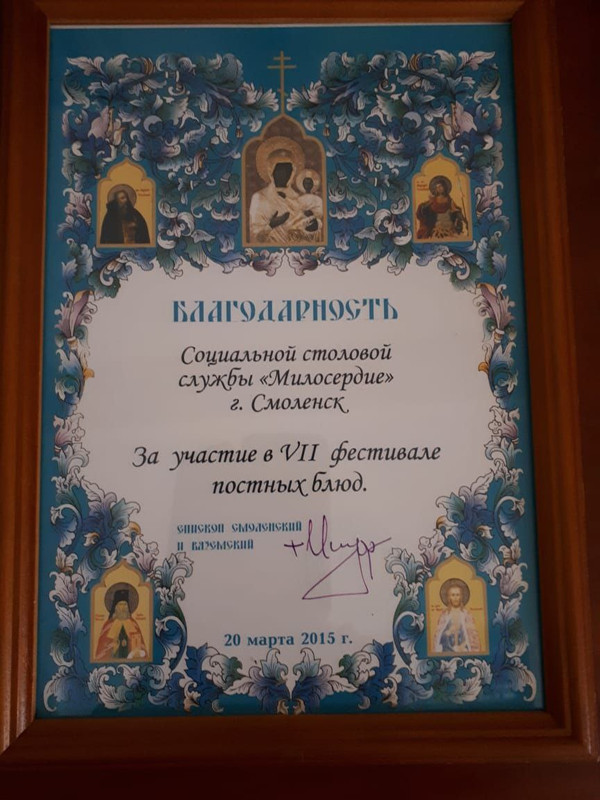 БЛАГОДАРНОСТЬ
Социальной столовой
службы «Милосердие»
г. Смоленск
За участие в VII фестивале
постных блюд.
ЕПИСКОП СМОЛЕНСКИЙ
И ВЯЗЕМСКИЙ
20 марта 2015 г.